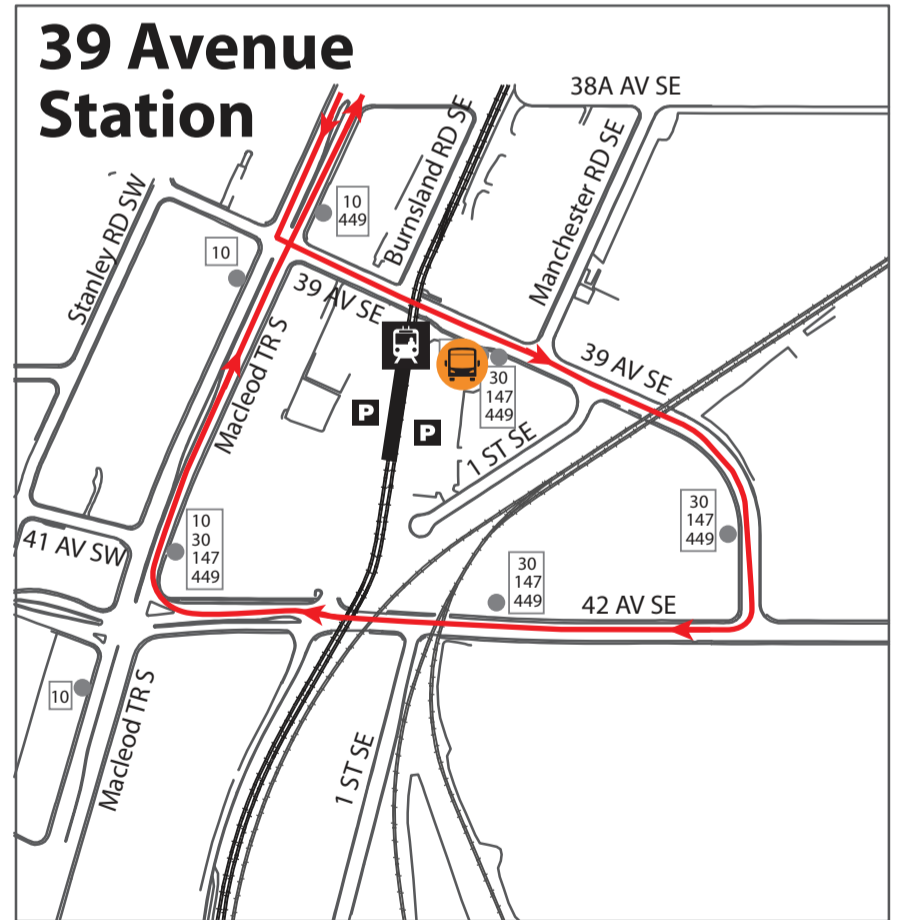 39 Avenue
Station
38A AV SE
Burnsland RD SE
Manchester RD SE
Stanley RD SW
10
449
10
39 AV SE
Macleod TR S
39 AV SE
30
147
449
P
P
1 ST SE
10
30
147
449
30
147
449
41 AV SW
30
147
449
42 AV SE
10
Macleod TR S
1 ST SE